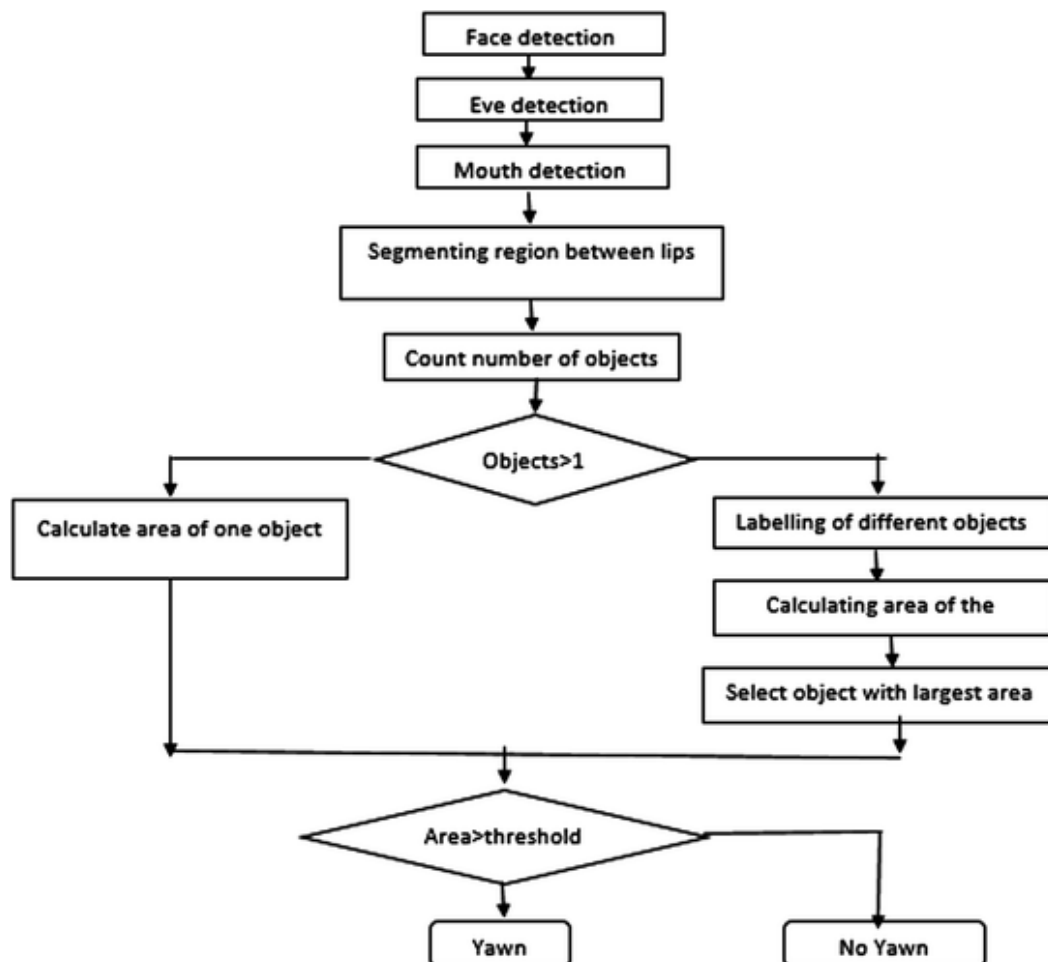 Face detection
Eve detection
Mouth detection
Segmenting region between lips
Count number of objects
Objects>1
Calculate area of one object
Labelling of different objects
Calculating area of the
Select object with largest area
Area>threshold
Yawn
No Yawn